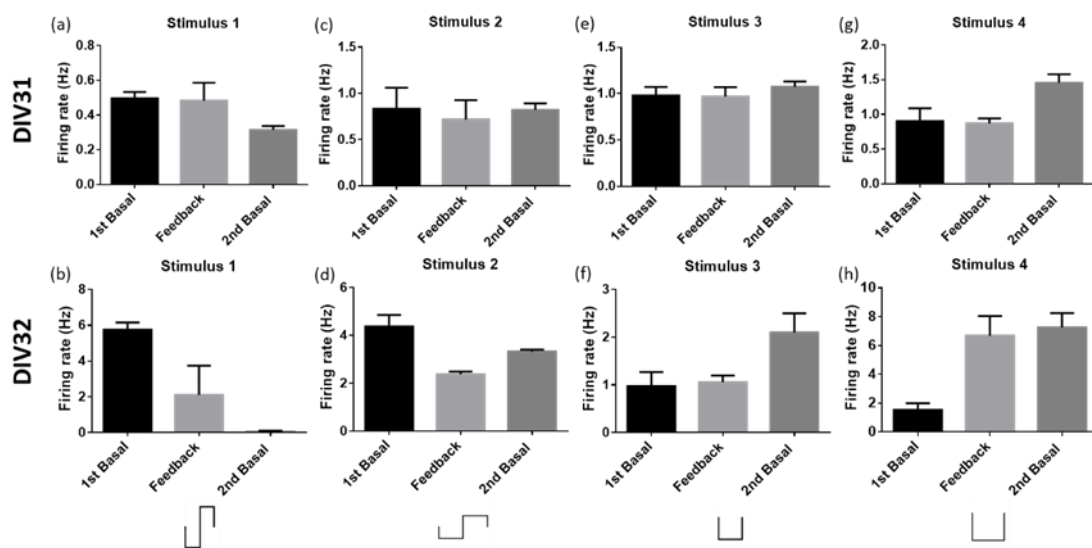 DIV31
(a)
Stimulus 1
Firing rate (Hz)
0.8
0.6
0.4
0.2
0.0
1st Basal
Feedback
2nd Basal
(c)
Stimulus 2
Firing rate (Hz)
1.5
1.0
0.5
0.0
1st Basal
Feedback
2nd Basal
(e)
Stimulus 3
Firing rate (Hz)
1.5
1.0
0.5
0.0
1st Basal
Feedback
2nd Basal
(g)
Stimulus 4
Firing rate (Hz)
2.0
1.5
1.0
0.5
0.0
1st Basal
Feedback
2nd Basal
DIV32
(b)
Stimulus 1
Firing rate (Hz)
8
6
4
2
0
1st Basal
Feedback
2nd Basal
(d)
Stimulus 2
Firing rate (Hz)
6
4
2
0
1st Basal
Feedback
2nd Basal
(f)
Stimulus 3
Firing rate (Hz)
3
2
1
0
1st Basal
Feedback
2nd Basal
(h)
Stimulus 4
Firing rate (Hz)
10
8
6
4
2
0
1st Basal
Feedback
2nd Basal